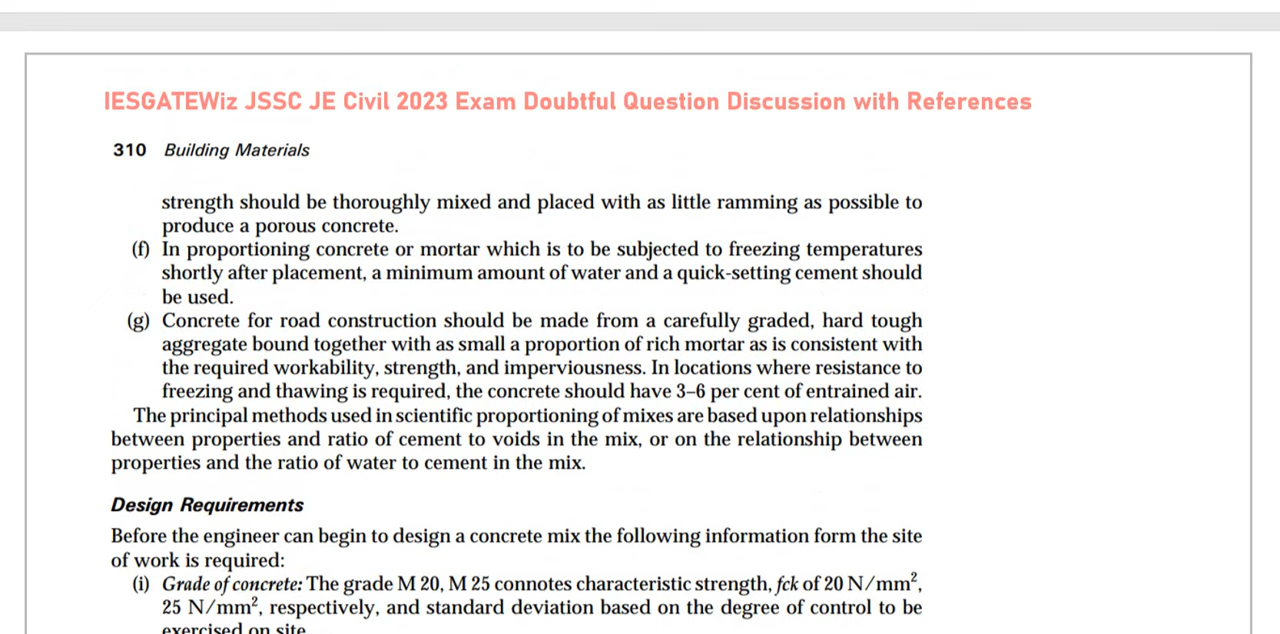 IESGATEWiz JSSC JE Civil 2023 Exam Doubtful Question Discussion with References
310 Building Materials
strength should be thoroughly mixed and placed with as little ramming as possible to
produce a porous concrete.
(f) In proportioning concrete or mortar which is to be subjected to freezing temperatures
shortly after placement, a minimum amount of water and a quick-setting cement should
be used.
(g) Concrete for road construction should be made from a carefully graded, hard tough
aggregate bound together with as small a proportion of rich mortar as is consistent with
the required workability, strength, and imperviousness. In locations where resistance to
freezing and thawing is required, the concrete should have 3–6 per cent of entrained air.
The principal methods used in scientific proportioning of mixes are based upon relationships
between properties and ratio of cement to voids in the mix, or on the relationship between
properties and the ratio of water to cement in the mix.
Design Requirements
Before the engineer can begin to design a concrete mix the following information form the site
of work is required:
(i) Grade of concrete: The grade M 20, M 25 connotes characteristic strength, fck of 20 N/mm²,
25 N/mm², respectively, and standard deviation based on the degree of control to be
exercised on site